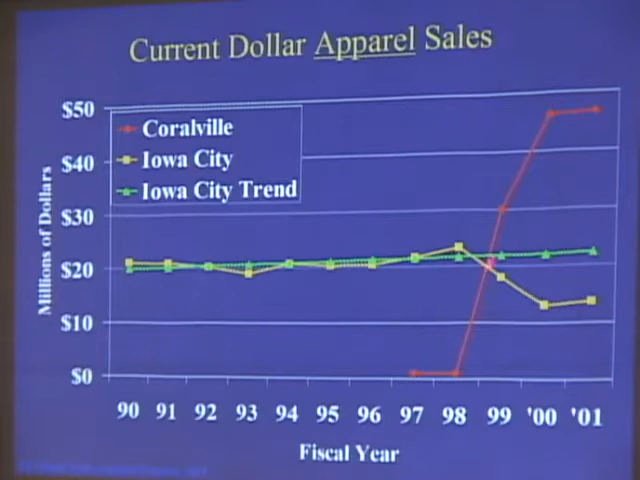 Current Dollar Apparel Sales
$50
$40
$30
$20
$10
$0
Millions of Dollars
Coralville
Iowa City
Iowa City Trend
90 91 92 93 94 95 96 97 98 99 '00 '01
Fiscal Year